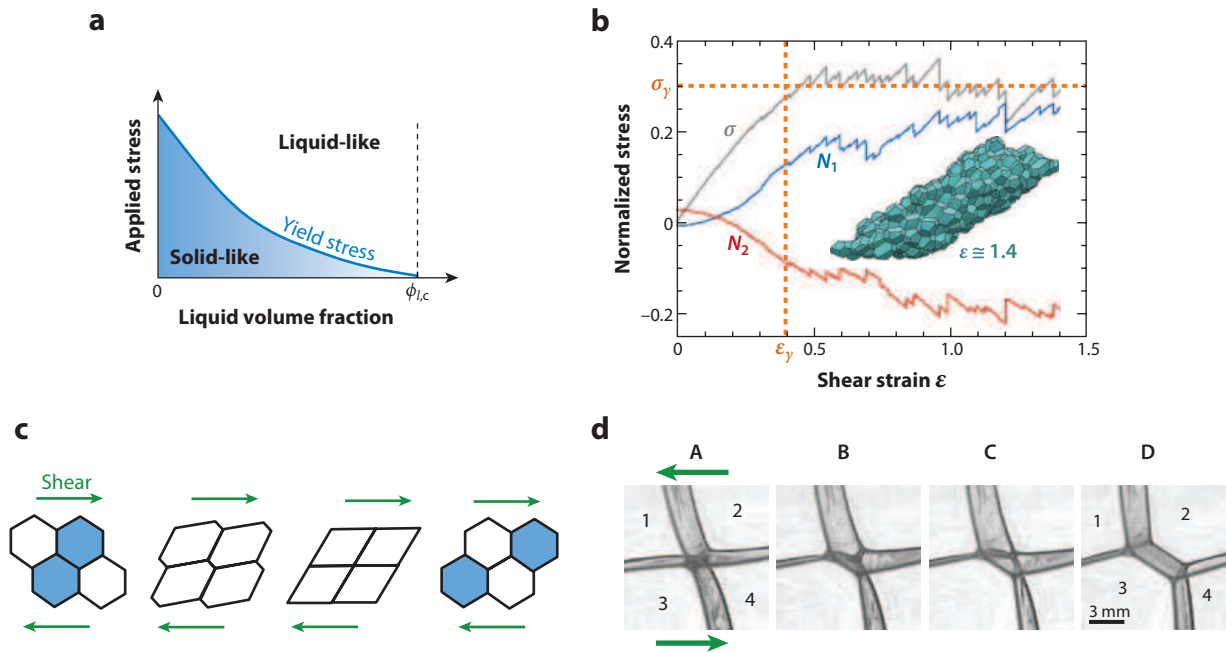 a
Applied stress
Liquid-like
Yield stress
Solid-like
0
ϕl,c
Liquid volume fraction
b
Normalized stress
0.4
σγ
0.2
0
−0.2
σ
N1
N2
ε ≅ 1.4
0
εγ
0.5
1.0
1.5
Shear strain ε
c
Shear
d
A
B
C
D
1
2
3
4
1
2
3
4
3 mm